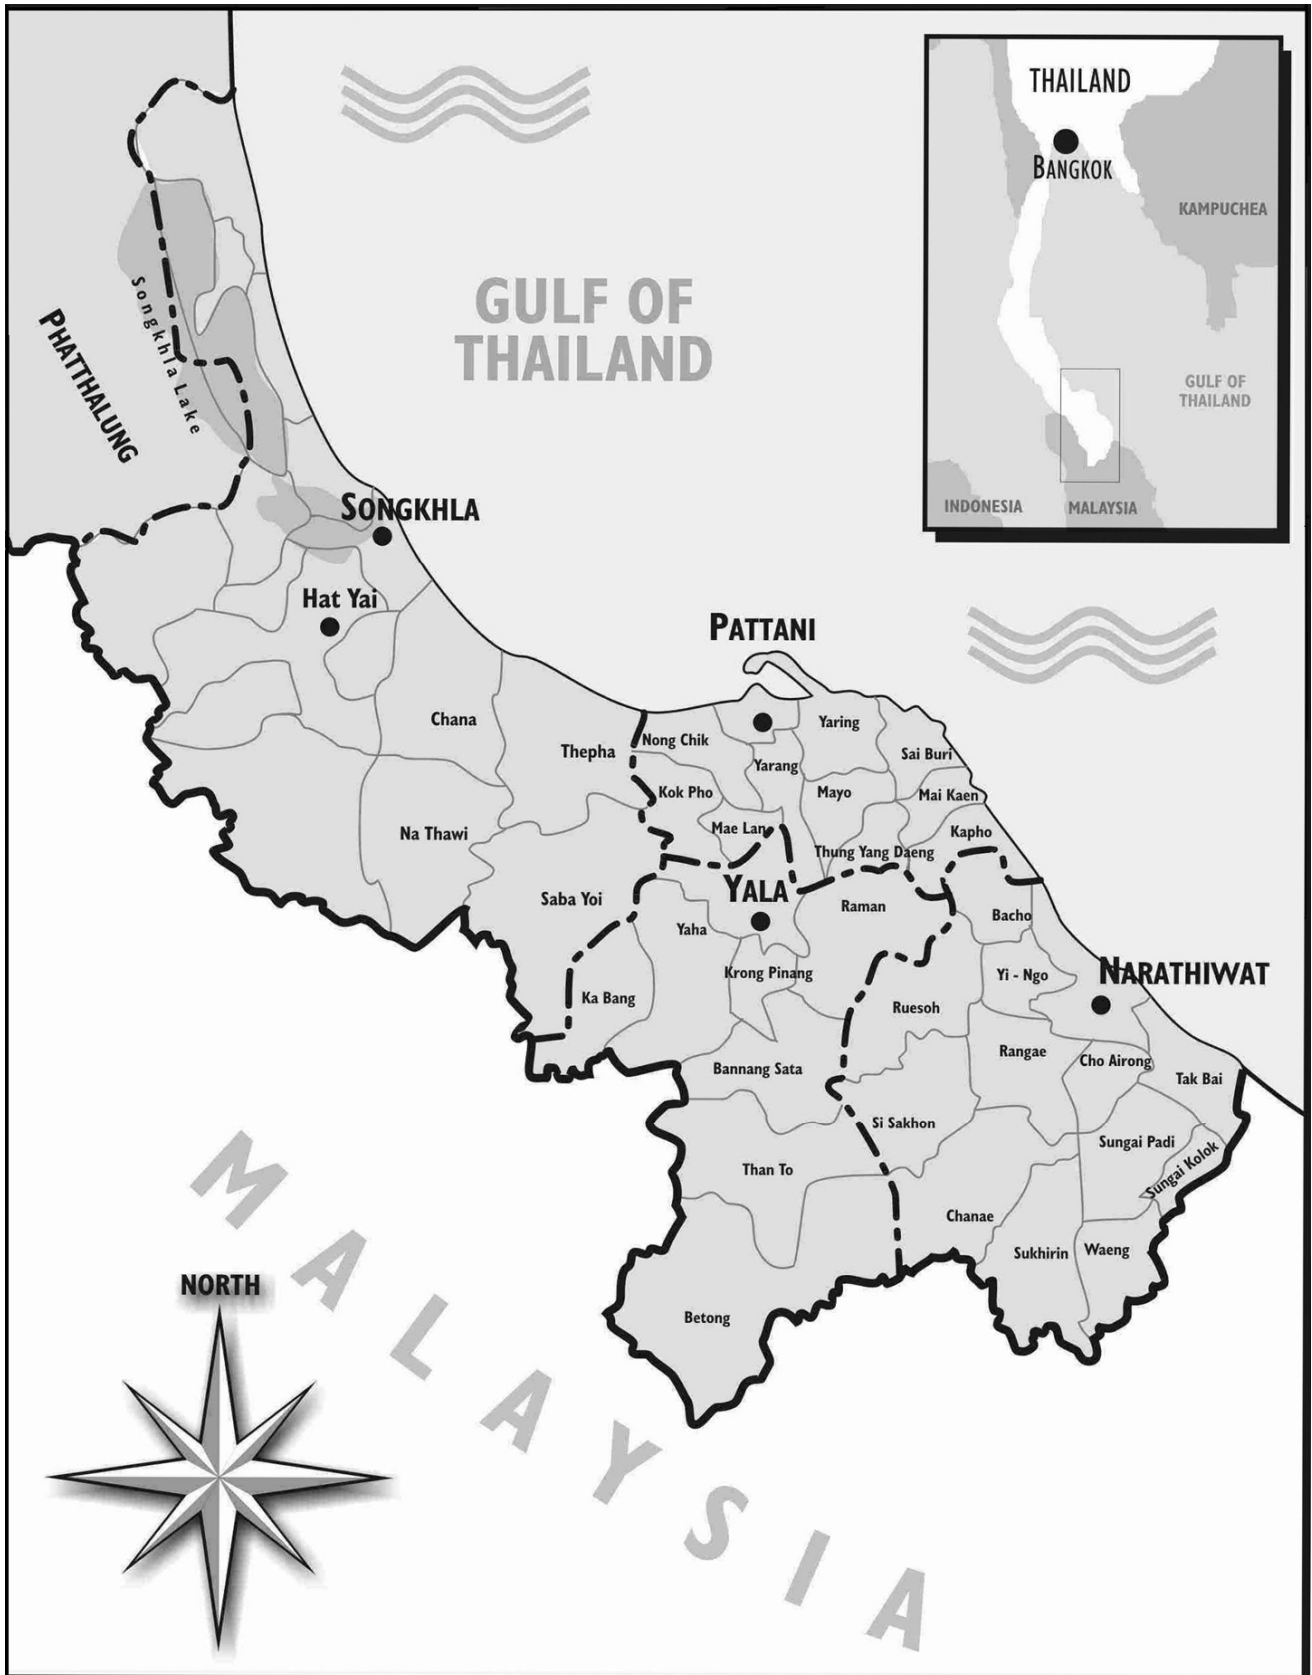 THAILAND
BANGKOK
KAMPUCHEA
GULF OF
THAILAND
INDONESIA
MALAYSIA
GULF OF
THAILAND
Songkhla Lake
PHATTHALUNG
SONGKHLA
Hat Yai
PATTANI
Chana
Thepha
Nong Chik
Yaring
Yarang
Sai Buri
Kok Pho
Mayo
Mai Kaen
Na Thawi
Mae Lan
Kapho
Thung Yang Daeng
YALA
Saba Yoi
Raman
Yaha
Bacho
Krong Pinang
Yi - Ngo
NARATHIWAT
Ka Bang
Ruesoh
Rangae
Cho Airong
Bannang Sata
Tak Bai
Si Sakhon
Sungai Padi
Than To
Sungai Kolok
Chanae
Sukhirin
Waeng
Betong
MALAYSIA
NORTH